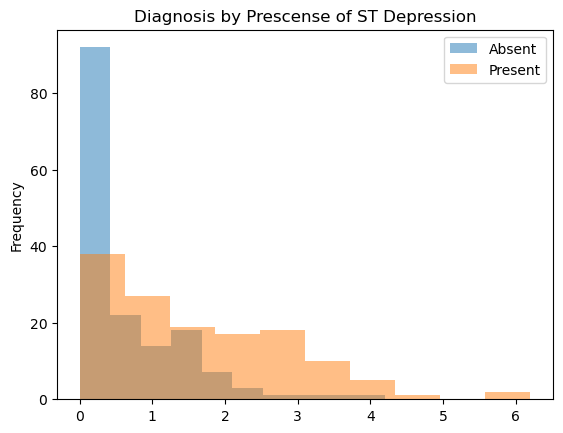 Diagnosis by Prescense of ST Depression
Absent
Present
Frequency
80
60
40
20
0
0 1 2 3 4 5 6